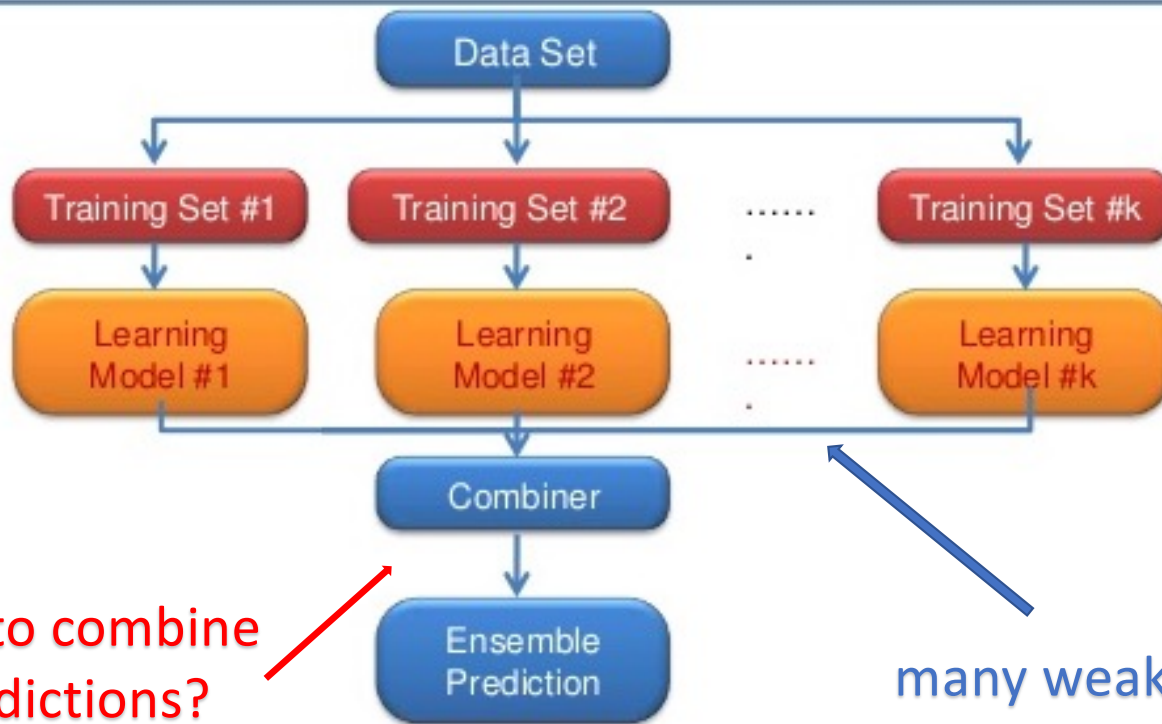 Data Set
Training Set #1
Training Set #2
.......
Training Set #k
Learning
Model #1
Learning
Model #2
.......
Learning
Model #k
Combiner
to combine
dictions?
Ensemble
Prediction
many weak